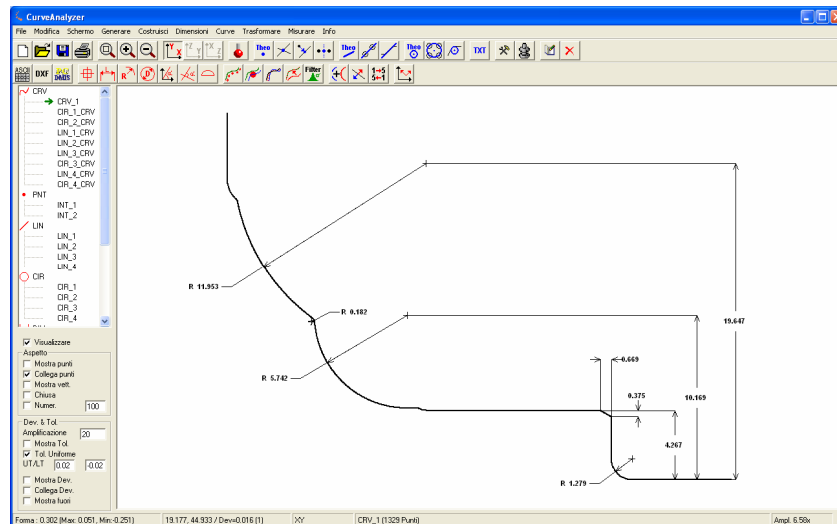 CurveAnalyzer
File Modifica Schermo Generare Costruisci Dimensioni Curve Trasformare Misurare Info
Theo Theo Theo TXT
ASCII DXF DMIS Filter
CRV
CRV_1
CIR_1_CRV
CIR_2_CRV
LIN_1_CRV
LIN_2_CRV
LIN_3_CRV
CIR_3_CRV
LIN_4_CRV
CIR_4_CRV
PNT
INT_1
INT_2
LIN
LIN_1
LIN_2
LIN_3
LIN_4
CIR
CIR_1
CIR_2
CIR_3
CIR_4
Visualizzare
Aspetto
Mostra punti
Collega punti
Mostra vett.
Chiusa
Numer. 100
Dev. & Tol.
Amplificazione 20
Mostra Tol.
Tol. Uniforme
UT/LT 0.02 -0.02
Mostra Dev.
Collega Dev.
Mostra fuori
R 11.953
R 0.182
R 5.742
0.669
0.375
19.647
10.169
4.267
R 1.279
Forma : 0.302 (Max: 0.051, Min:-0.251) 19.177, 44.933 / Dev=0.016 (1) XY CRV_1 (1329 Punti) Ampl. 6.58x